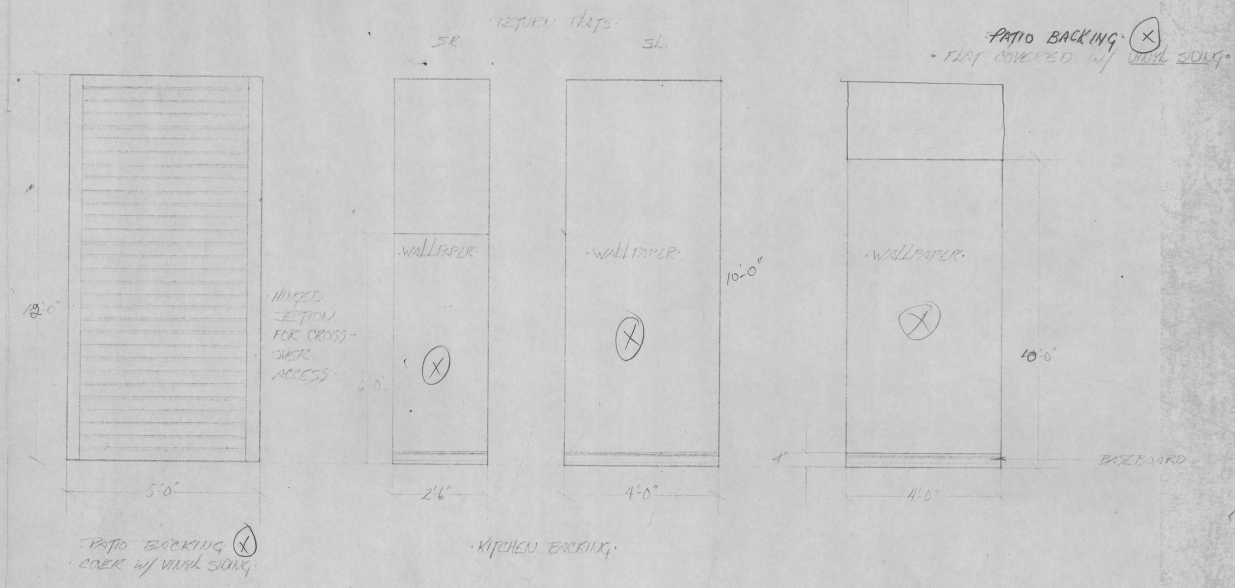 ·RETURN FLATS·
S.R.
S.L.
·PATIO BACKING· X
·FLAT COVERED W/ VINYL SIDING·
·WALLPAPER·
·WALLPAPER·
·WALLPAPER·
10'-0"
12'-0"
·HINGED
SECTION
FOR CROSS-
OVER
ACCESS·
X
X
X
6'-0"
10'-0"
4"
BASEBOARD
5'-0"
2'-6"
4'-0"
4'-0"
·PATIO BACKING· X
·COVER W/ VINYL SIDING·
·KITCHEN BACKING·